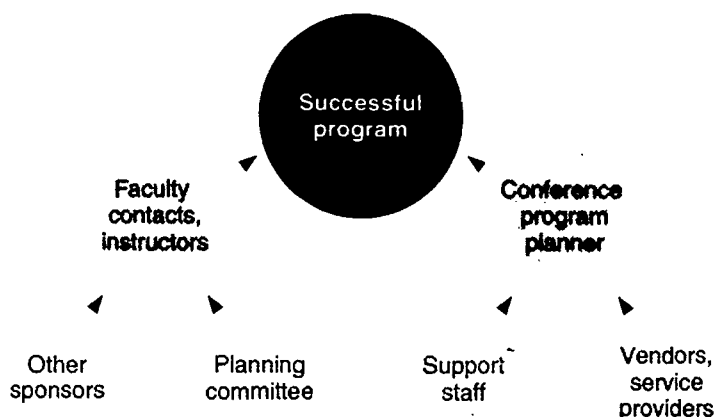 Successful
program
Faculty
contacts,
instructors
Conference
program
planner
Other
sponsors
Planning
committee
Support
staff
Vendors,
service
providers